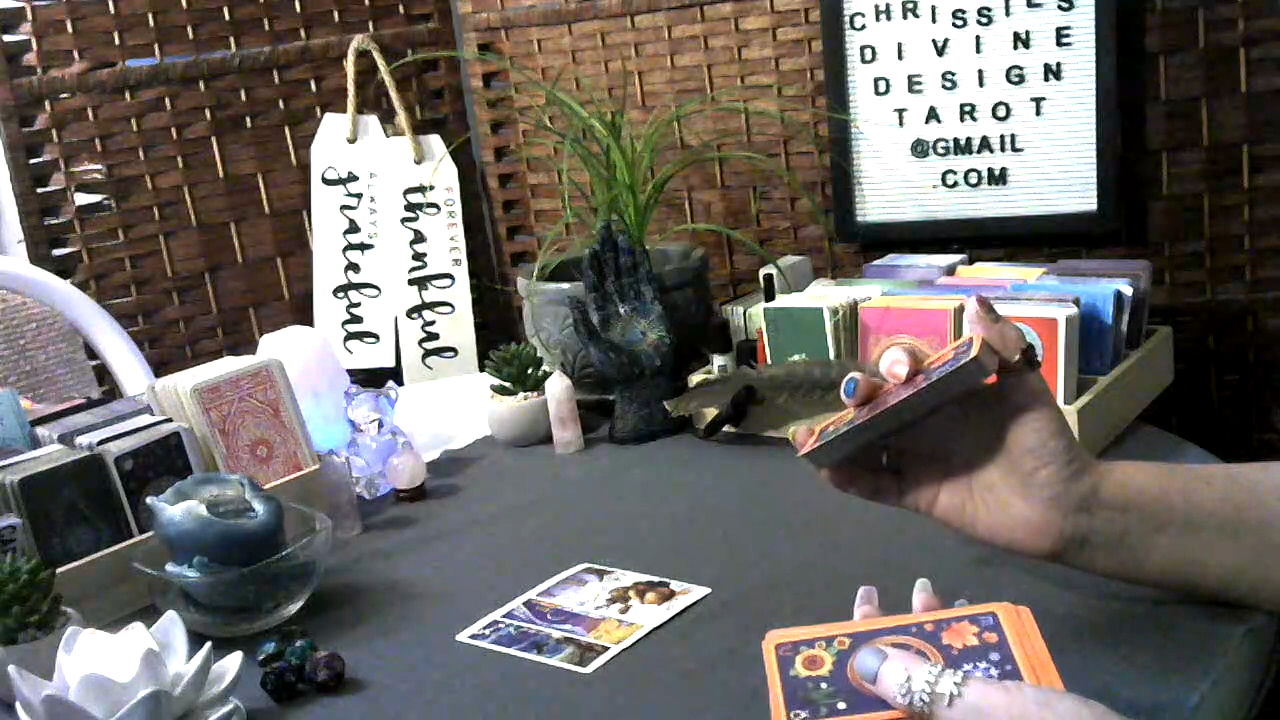 CHRISSIES
DIVINE
DESIGN
TAROT
@GMAIL
.COM
ALWAYS
grateful
FOREVER
thankful